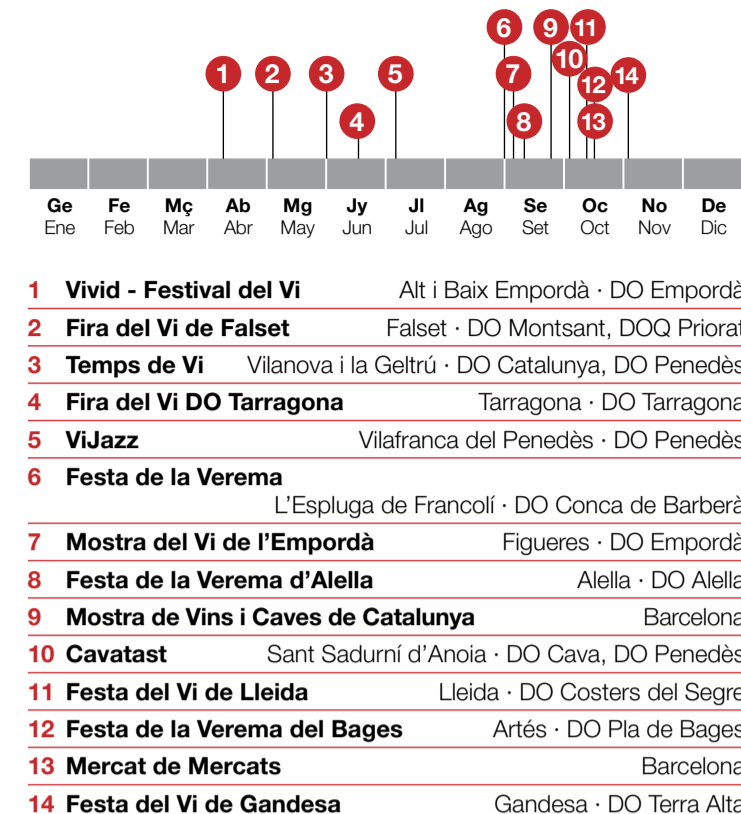 6 9 11
10
1 2 3 5 7 12 14
4 8 13
Ge Fe Mç Ab Mg Jy Jl Ag Se Oc No De
Ene Feb Mar Abr May Jun Jul Ago Set Oct Nov Dic
1 Vivid - Festival del Vi Alt i Baix Empordà · DO Empordà
2 Fira del Vi de Falset Falset · DO Montsant, DOQ Priorat
3 Temps de Vi Vilanova i la Geltrú · DO Catalunya, DO Penedès
4 Fira del Vi DO Tarragona Tarragona · DO Tarragona
5 ViJazz Vilafranca del Penedès · DO Penedès
6 Festa de la Verema
L’Espluga de Francolí · DO Conca de Barberà
7 Mostra del Vi de l’Empordà Figueres · DO Empordà
8 Festa de la Verema d’Alella Alella · DO Alella
9 Mostra de Vins i Caves de Catalunya Barcelona
10 Cavatast Sant Sadurní d’Anoia · DO Cava, DO Penedès
11 Festa del Vi de Lleida Lleida · DO Costers del Segre
12 Festa de la Verema del Bages Artés · DO Pla de Bages
13 Mercat de Mercats Barcelona
14 Festa del Vi de Gandesa Gandesa · DO Terra Alta